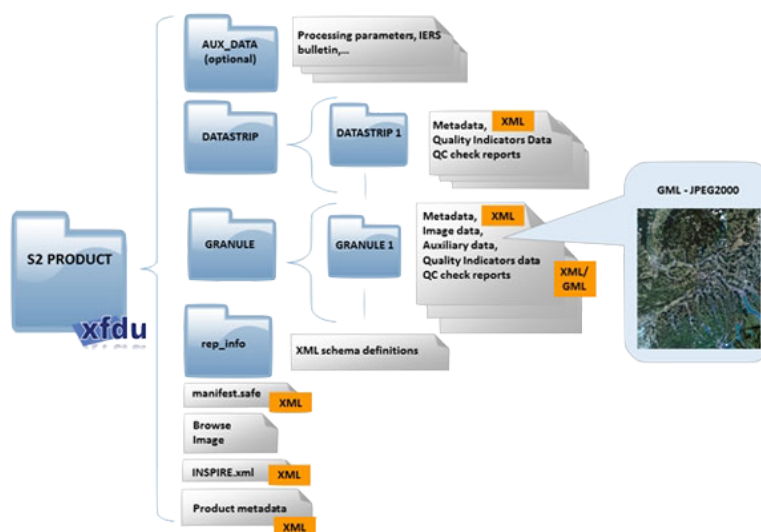 AUX_DATA
(optional)
Processing parameters, IERS
bulletin,...
DATASTRIP
DATASTRIP 1
Metadata,
XML
Quality Indicators Data
QC check reports
GML - JPEG2000
S2 PRODUCT
xfdu
GRANULE
GRANULE 1
Metadata,
XML
Image data,
Auxiliary data,
Quality Indicators data
QC check reports
XML/
GML
rep_info
XML schema definitions
manifest.safe
XML
Browse
Image
INSPIRE.xml
XML
Product metadata
XML